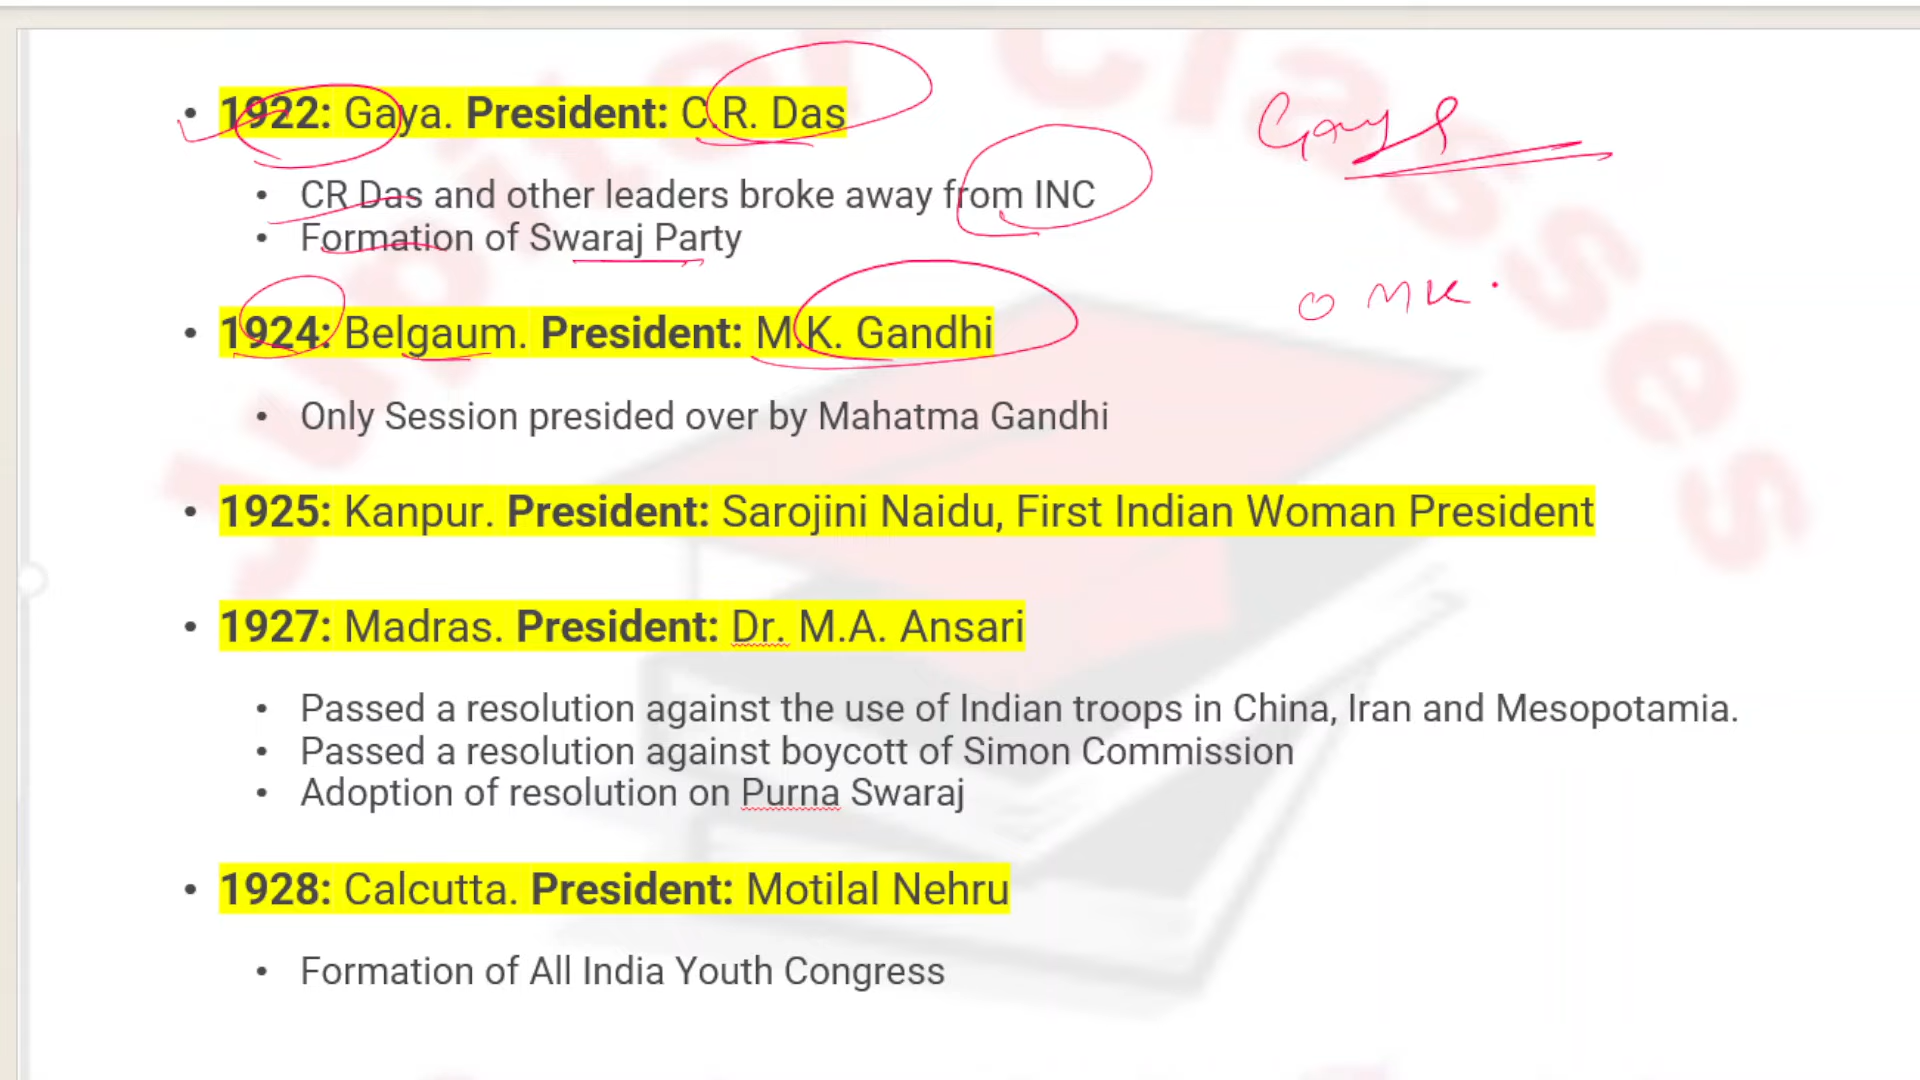 Jupiter Classes
• 1922: Gaya. President: C.R. Das
Gaya
• CR Das and other leaders broke away from INC
• Formation of Swaraj Party
O MK.
• 1924: Belgaum. President: M.K. Gandhi
• Only Session presided over by Mahatma Gandhi
• 1925: Kanpur. President: Sarojini Naidu, First Indian Woman President
• 1927: Madras. President: Dr. M.A. Ansari
• Passed a resolution against the use of Indian troops in China, Iran and Mesopotamia.
• Passed a resolution against boycott of Simon Commission
• Adoption of resolution on Purna Swaraj
• 1928: Calcutta. President: Motilal Nehru
• Formation of All India Youth Congress